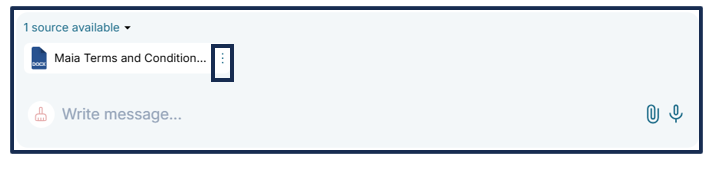 1 source available
DOCX
Maia Terms and Condition...
Write message...